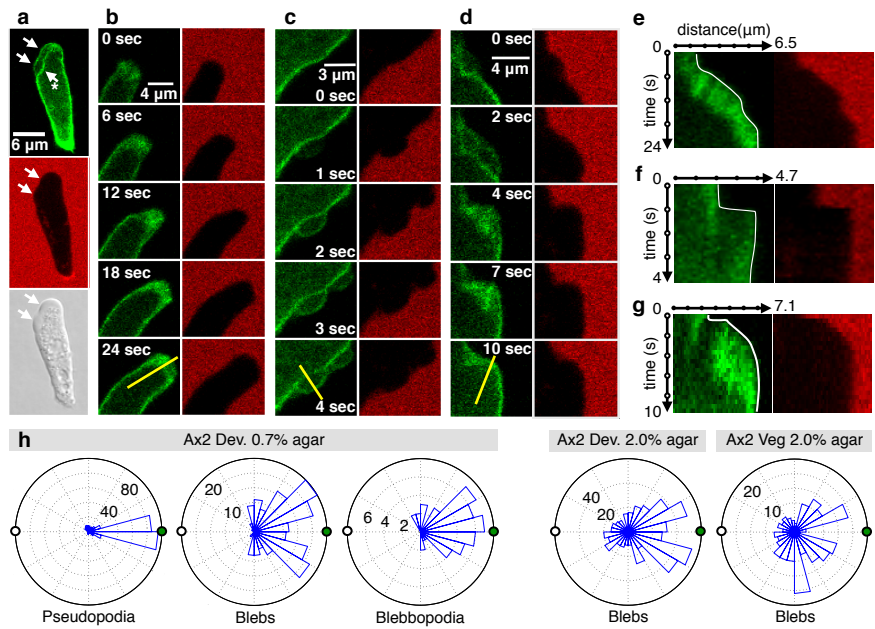 a
b
c
d
e
distance(µm)
0
6.5
time (s)
24
6 µm
*
0 sec
4 µm
6 sec
12 sec
18 sec
24 sec
3 µm
0 sec
1 sec
2 sec
3 sec
4 sec
0 sec
4 µm
2 sec
4 sec
7 sec
10 sec
f
0
4.7
time (s)
4
g
0
7.1
time (s)
10
h
Ax2 Dev. 0.7% agar
Ax2 Dev. 2.0% agar
Ax2 Veg 2.0% agar
80
40
20
10
6 4 2
40
20
20
10
Pseudopodia
Blebs
Blebbopodia
Blebs
Blebs